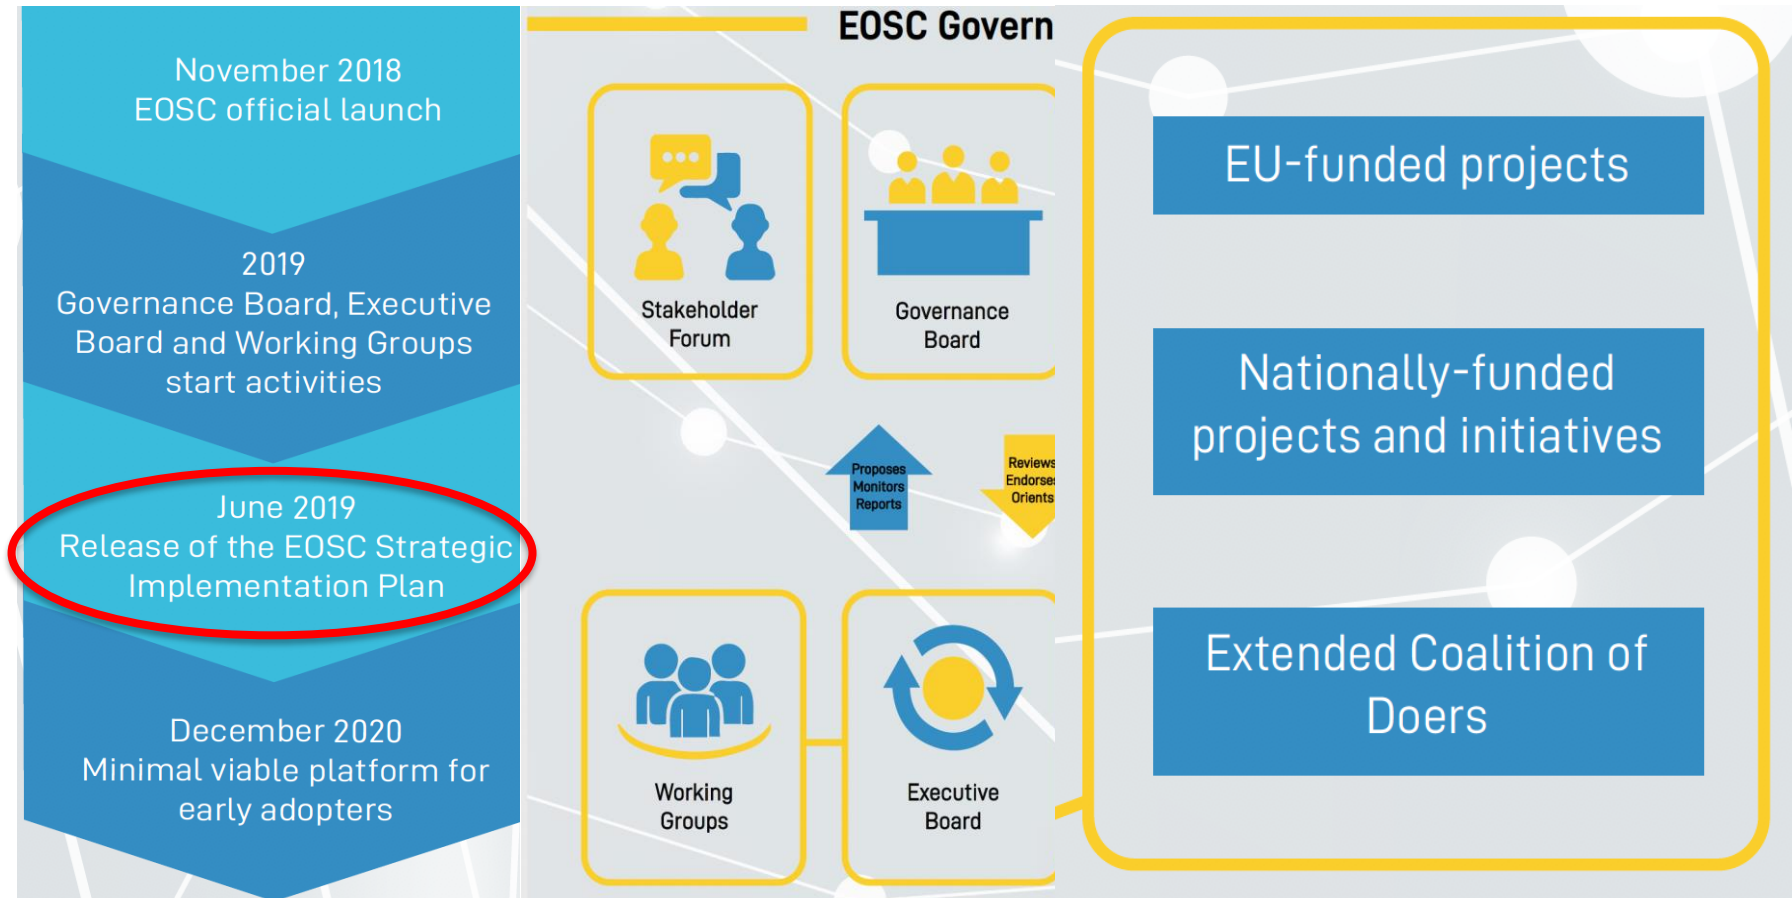 November 2018
EOSC official launch
2019
Governance Board, Executive
Board and Working Groups
start activities
June 2019
Release of the EOSC Strategic
Implementation Plan
December 2020
Minimal viable platform for
early adopters
EOSC Govern
Stakeholder
Forum
Governance
Board
Proposes
Monitors
Reports
Reviews
Endorses
Orients
Working
Groups
Executive
Board
EU-funded projects
Nationally-funded
projects and initiatives
Extended Coalition of
Doers